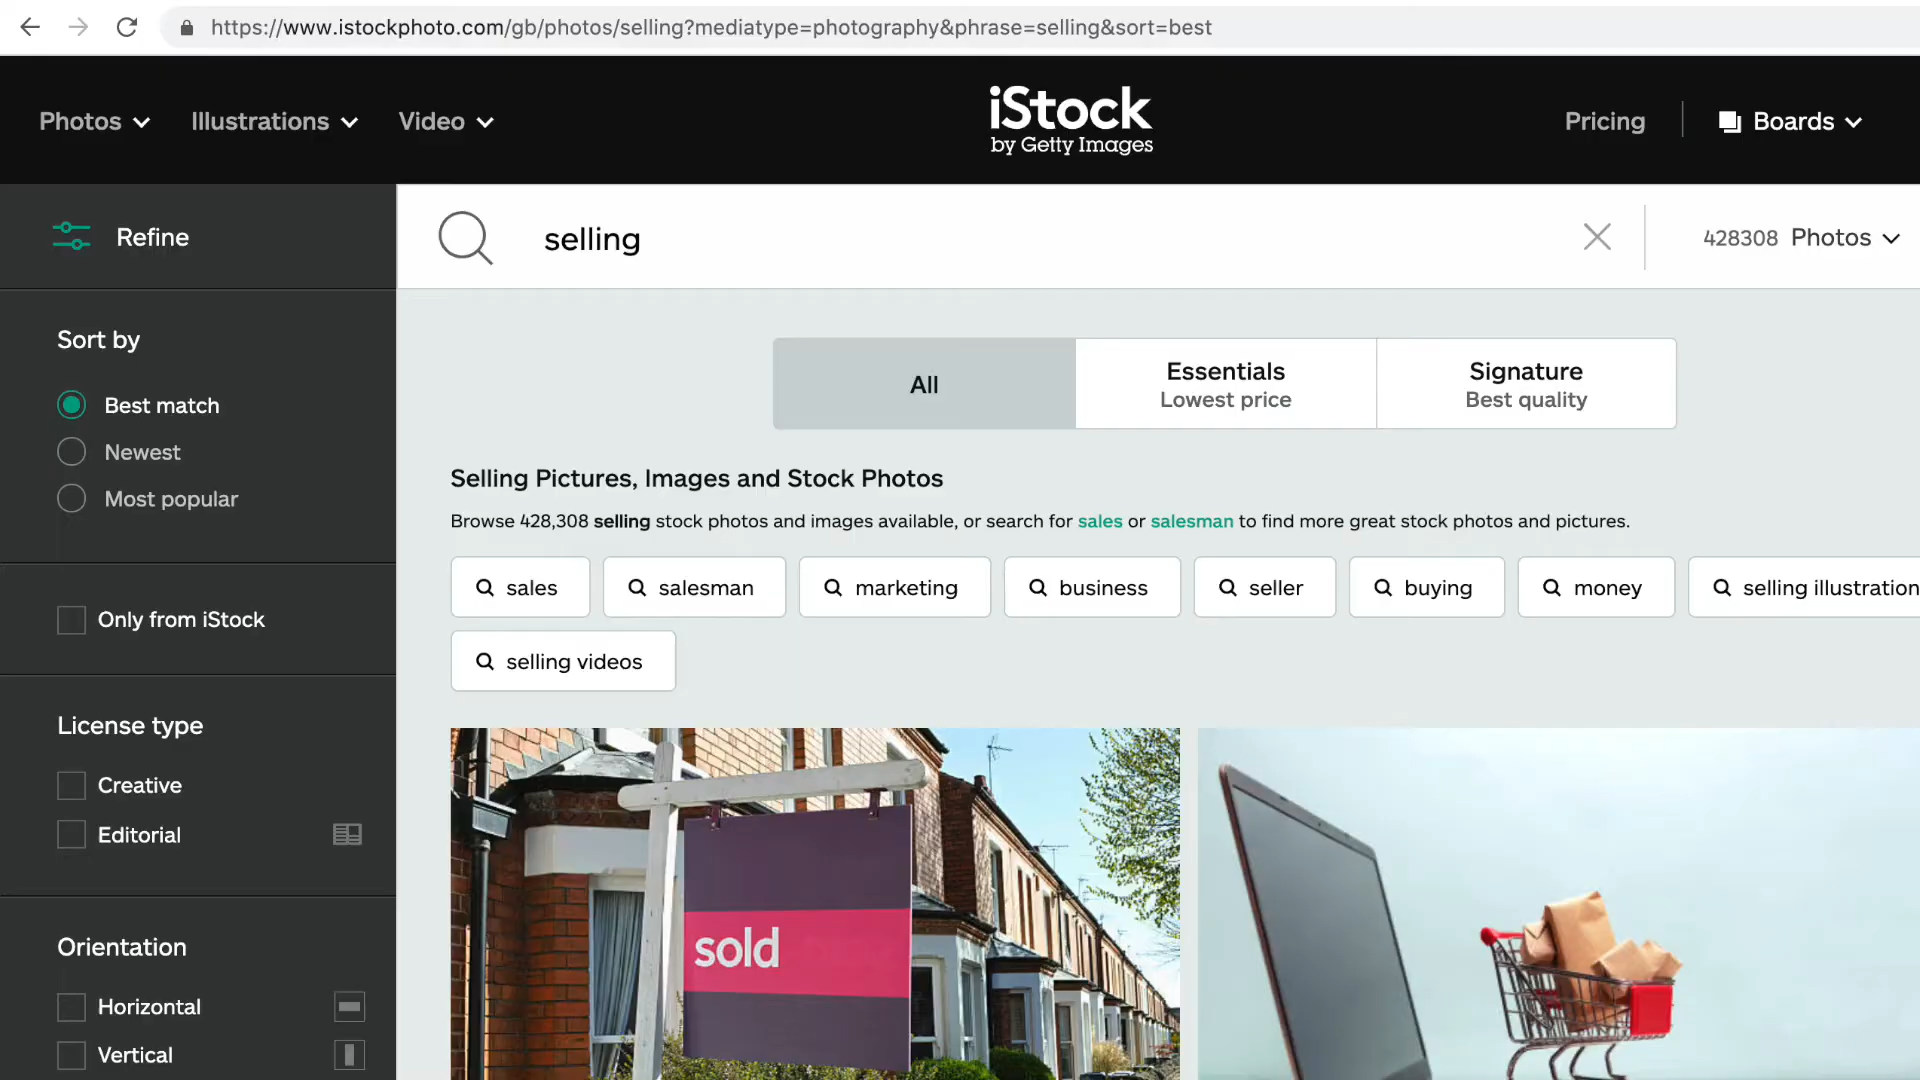 https://www.istockphoto.com/gb/photos/selling?mediatype=photography&phrase=selling&sort=best
Photos Illustrations Video
iStock
by Getty Images
Pricing Boards
Refine
selling
428308 Photos
Sort by
Best match
Newest
Most popular
Only from iStock
License type
Creative
Editorial
Orientation
Horizontal
Vertical
All
Essentials
Lowest price
Signature
Best quality
Selling Pictures, Images and Stock Photos
Browse 428,308 selling stock photos and images available, or search for sales or salesman to find more great stock photos and pictures.
sales salesman marketing business seller buying money selling illustration
selling videos
sold